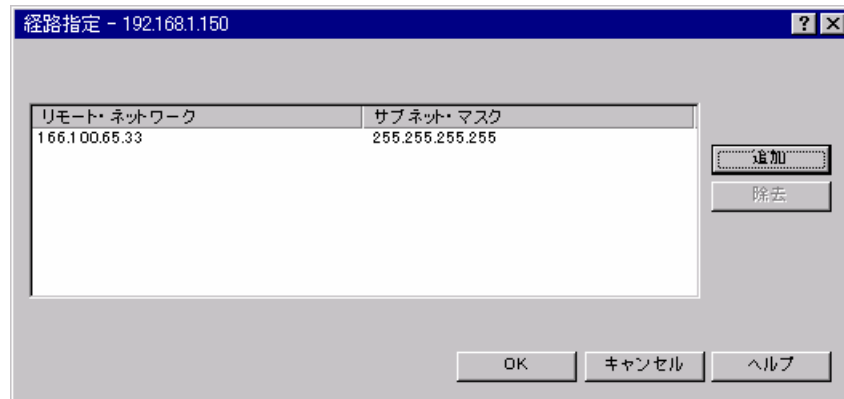 経路指定 - 192.168.1.150
リモート・ネットワーク サブネット・マスク
166.100.65.33 255.255.255.255
追加
除去
OK キャンセル ヘルプ